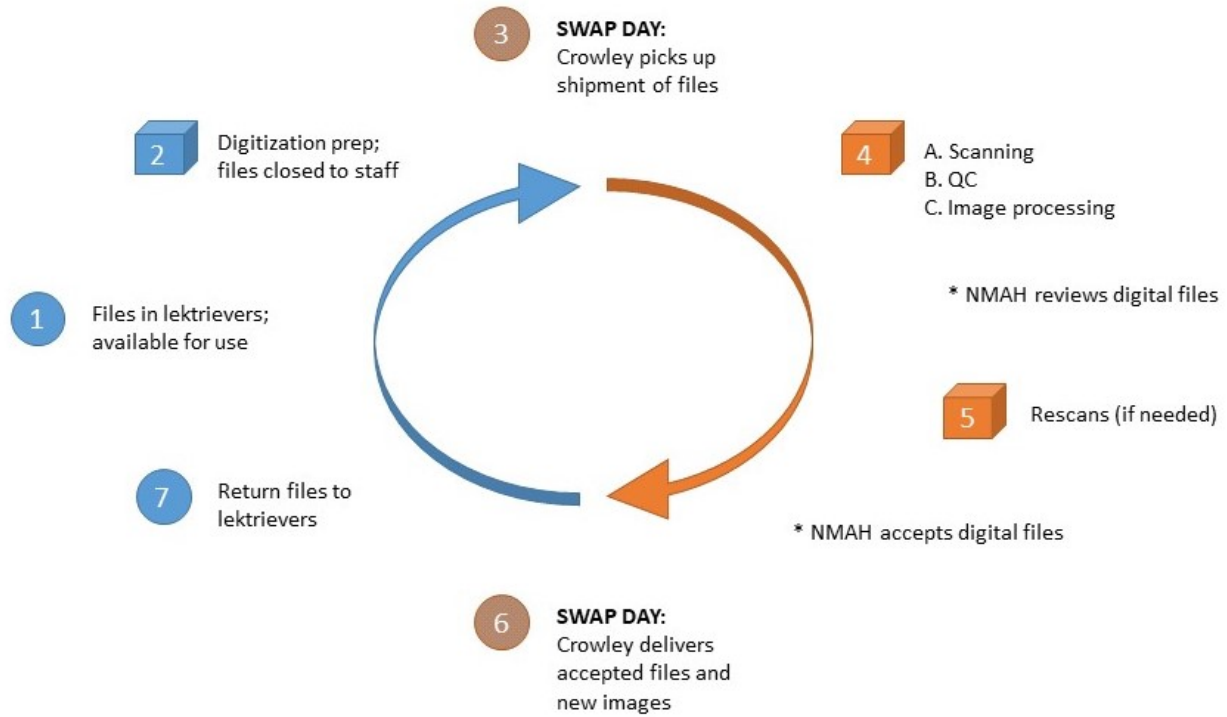 3
SWAP DAY:
Crowley picks up
shipment of files
2
Digitization prep;
files closed to staff
4
A. Scanning
B. QC
C. Image processing
* NMAH reviews digital files
1
Files in lektrievers;
available for use
5
Rescans (if needed)
7
Return files to
lektrievers
* NMAH accepts digital files
6
SWAP DAY:
Crowley delivers
accepted files and
new images